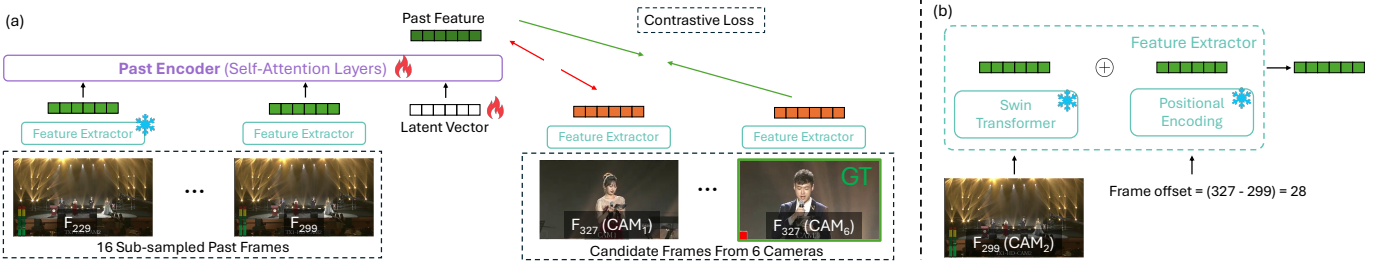 (a)
Past Feature
Contrastive Loss
Past Encoder (Self-Attention Layers)
Feature Extractor
Feature Extractor
Latent Vector
Feature Extractor
Feature Extractor
...
...
GT
F229
F299
F327 (CAM1)
F327 (CAM6)
16 Sub-sampled Past Frames
Candidate Frames From 6 Cameras
(b)
Feature Extractor
+
Swin
Transformer
Positional
Encoding
Frame offset = (327 - 299) = 28
F299 (CAM2)